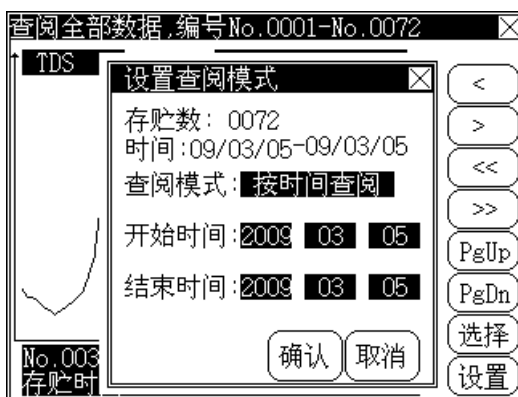 查阅全部数据,编号No.0001-No.0072
TDS
设置查阅模式
存贮数: 0072
时间:09/03/05-09/03/05
查阅模式: 按时间查阅
开始时间:2009 03 05
结束时间:2009 03 05
确认 取消
No.003
存贮时
<
>
<<
>>
PgUp
PgDn
选择
设置